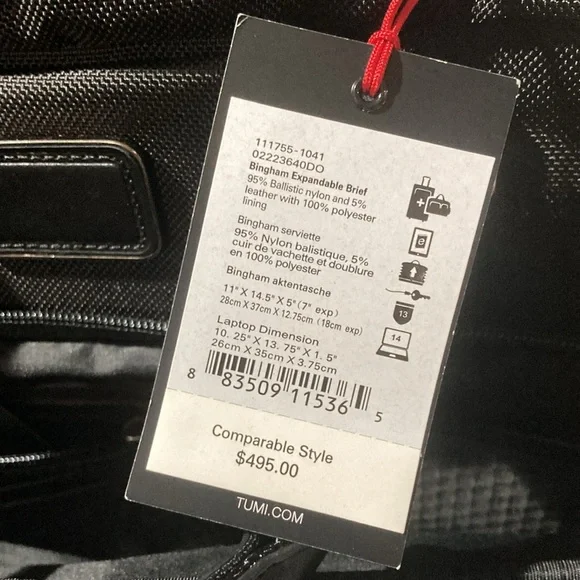 111755-1041
02223640DO
Bingham Expandable Brief
95% Ballistic nylon and 5%
leather with 100% polyester
lining
Bingham serviette
95% Nylon balistique, 5%
cuir de vachette et doublure
en 100% polyester
Bingham aktentasche
11" X 14.5" X 5"(7" exp)
28cm X 37cm X 12.75cm (18cm exp)
Laptop Dimension
10. 25" X 13. 75" X 1. 5"
26cm X 35cm X 3.75cm
13
14
8 83509 11536 5
Comparable Style
$495.00
TUMI.COM